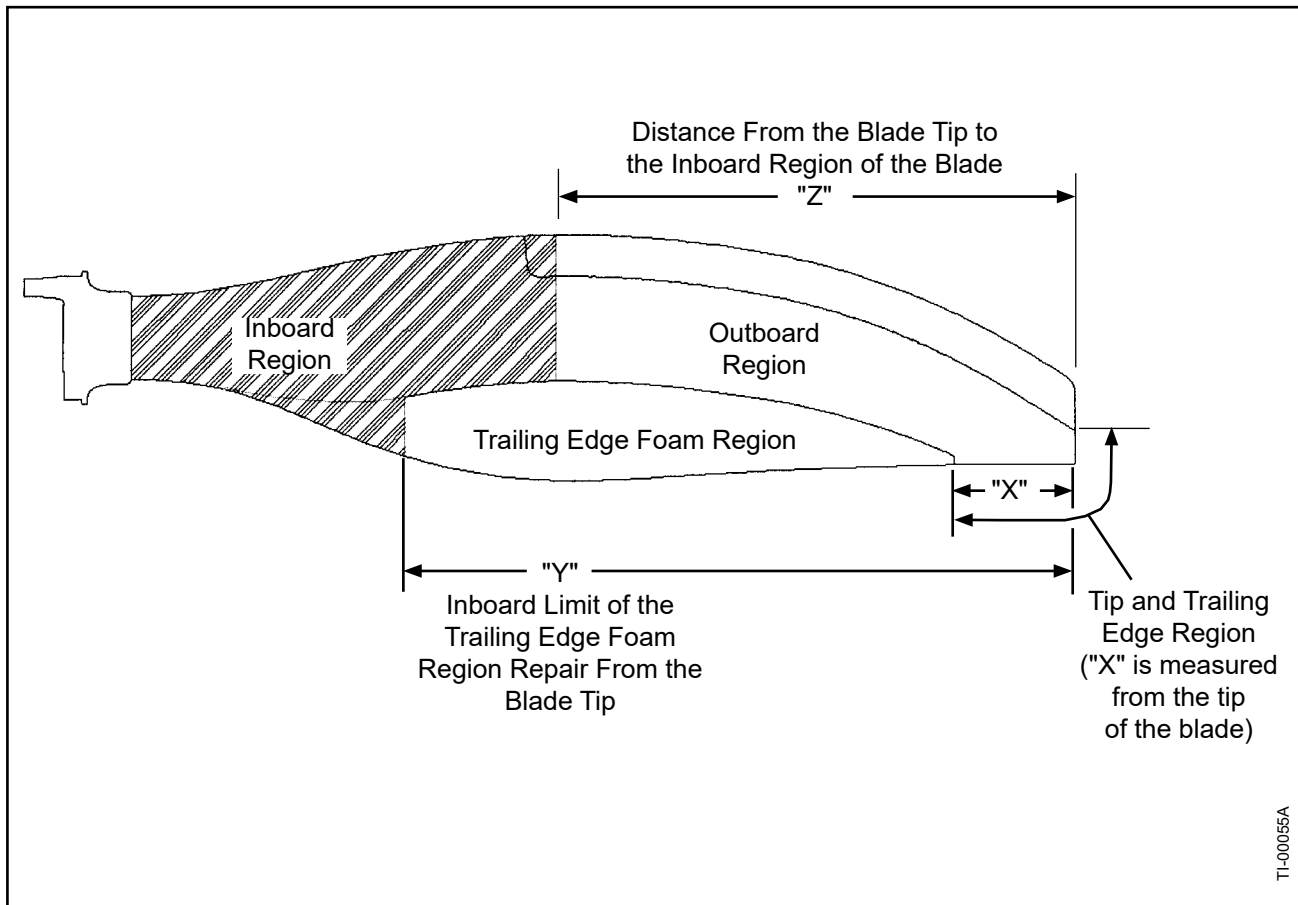 Distance From the Blade Tip to
the Inboard Region of the Blade
"Z"
Inboard
Region
Outboard
Region
Trailing Edge Foam Region
"X"
"Y"
Inboard Limit of the
Trailing Edge Foam
Region Repair From the
Blade Tip
Tip and Trailing
Edge Region
("X" is measured
from the tip
of the blade)
TI-00055A